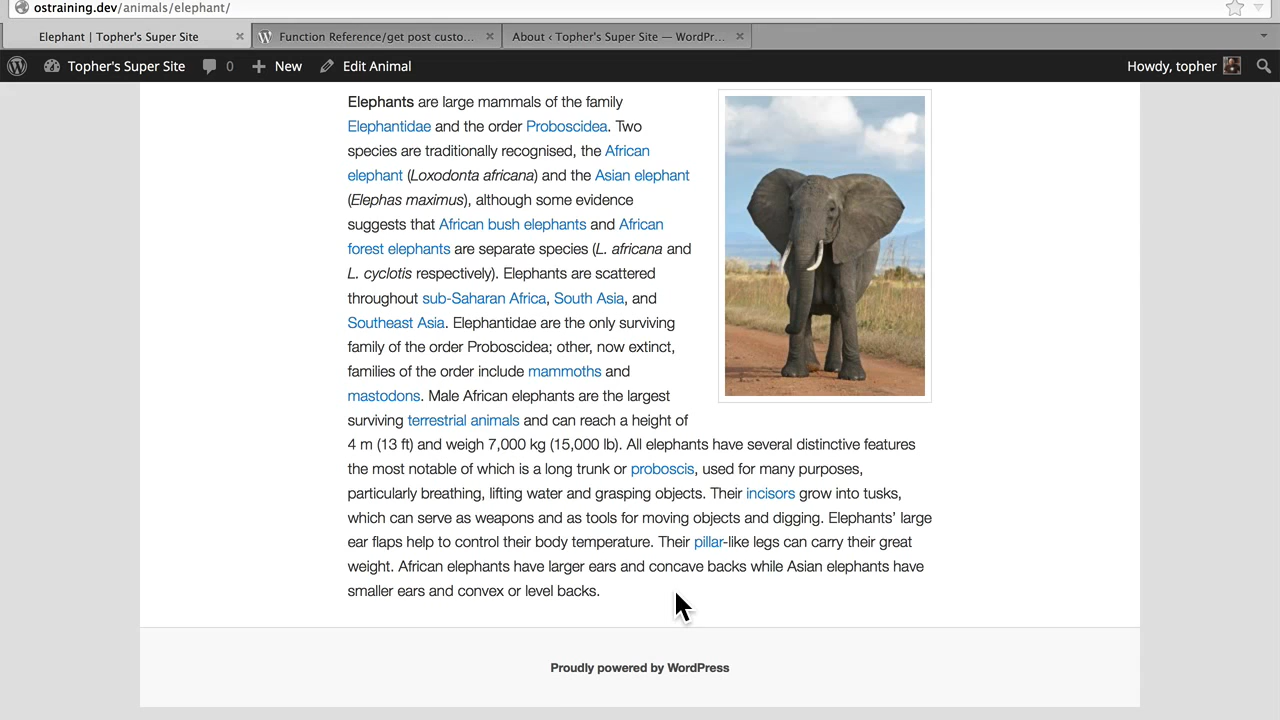 ostraining.dev/animals/elephant/
Elephant | Topher's Super Site
Function Reference/get post custo...
About ‹ Topher's Super Site — WordPr...
Topher's Super Site 0 New Edit Animal Howdy, topher
Elephants are large mammals of the family
Elephantidae and the order Proboscidea. Two
species are traditionally recognised, the African
elephant (Loxodonta africana) and the Asian elephant
(Elephas maximus), although some evidence
suggests that African bush elephants and African
forest elephants are separate species (L. africana and
L. cyclotis respectively). Elephants are scattered
throughout sub-Saharan Africa, South Asia, and
Southeast Asia. Elephantidae are the only surviving
family of the order Proboscidea; other, now extinct,
families of the order include mammoths and
mastodons. Male African elephants are the largest
surviving terrestrial animals and can reach a height of
4 m (13 ft) and weigh 7,000 kg (15,000 lb). All elephants have several distinctive features
the most notable of which is a long trunk or proboscis, used for many purposes,
particularly breathing, lifting water and grasping objects. Their incisors grow into tusks,
which can serve as weapons and as tools for moving objects and digging. Elephants’ large
ear flaps help to control their body temperature. Their pillar-like legs can carry their great
weight. African elephants have larger ears and concave backs while Asian elephants have
smaller ears and convex or level backs.
Proudly powered by WordPress